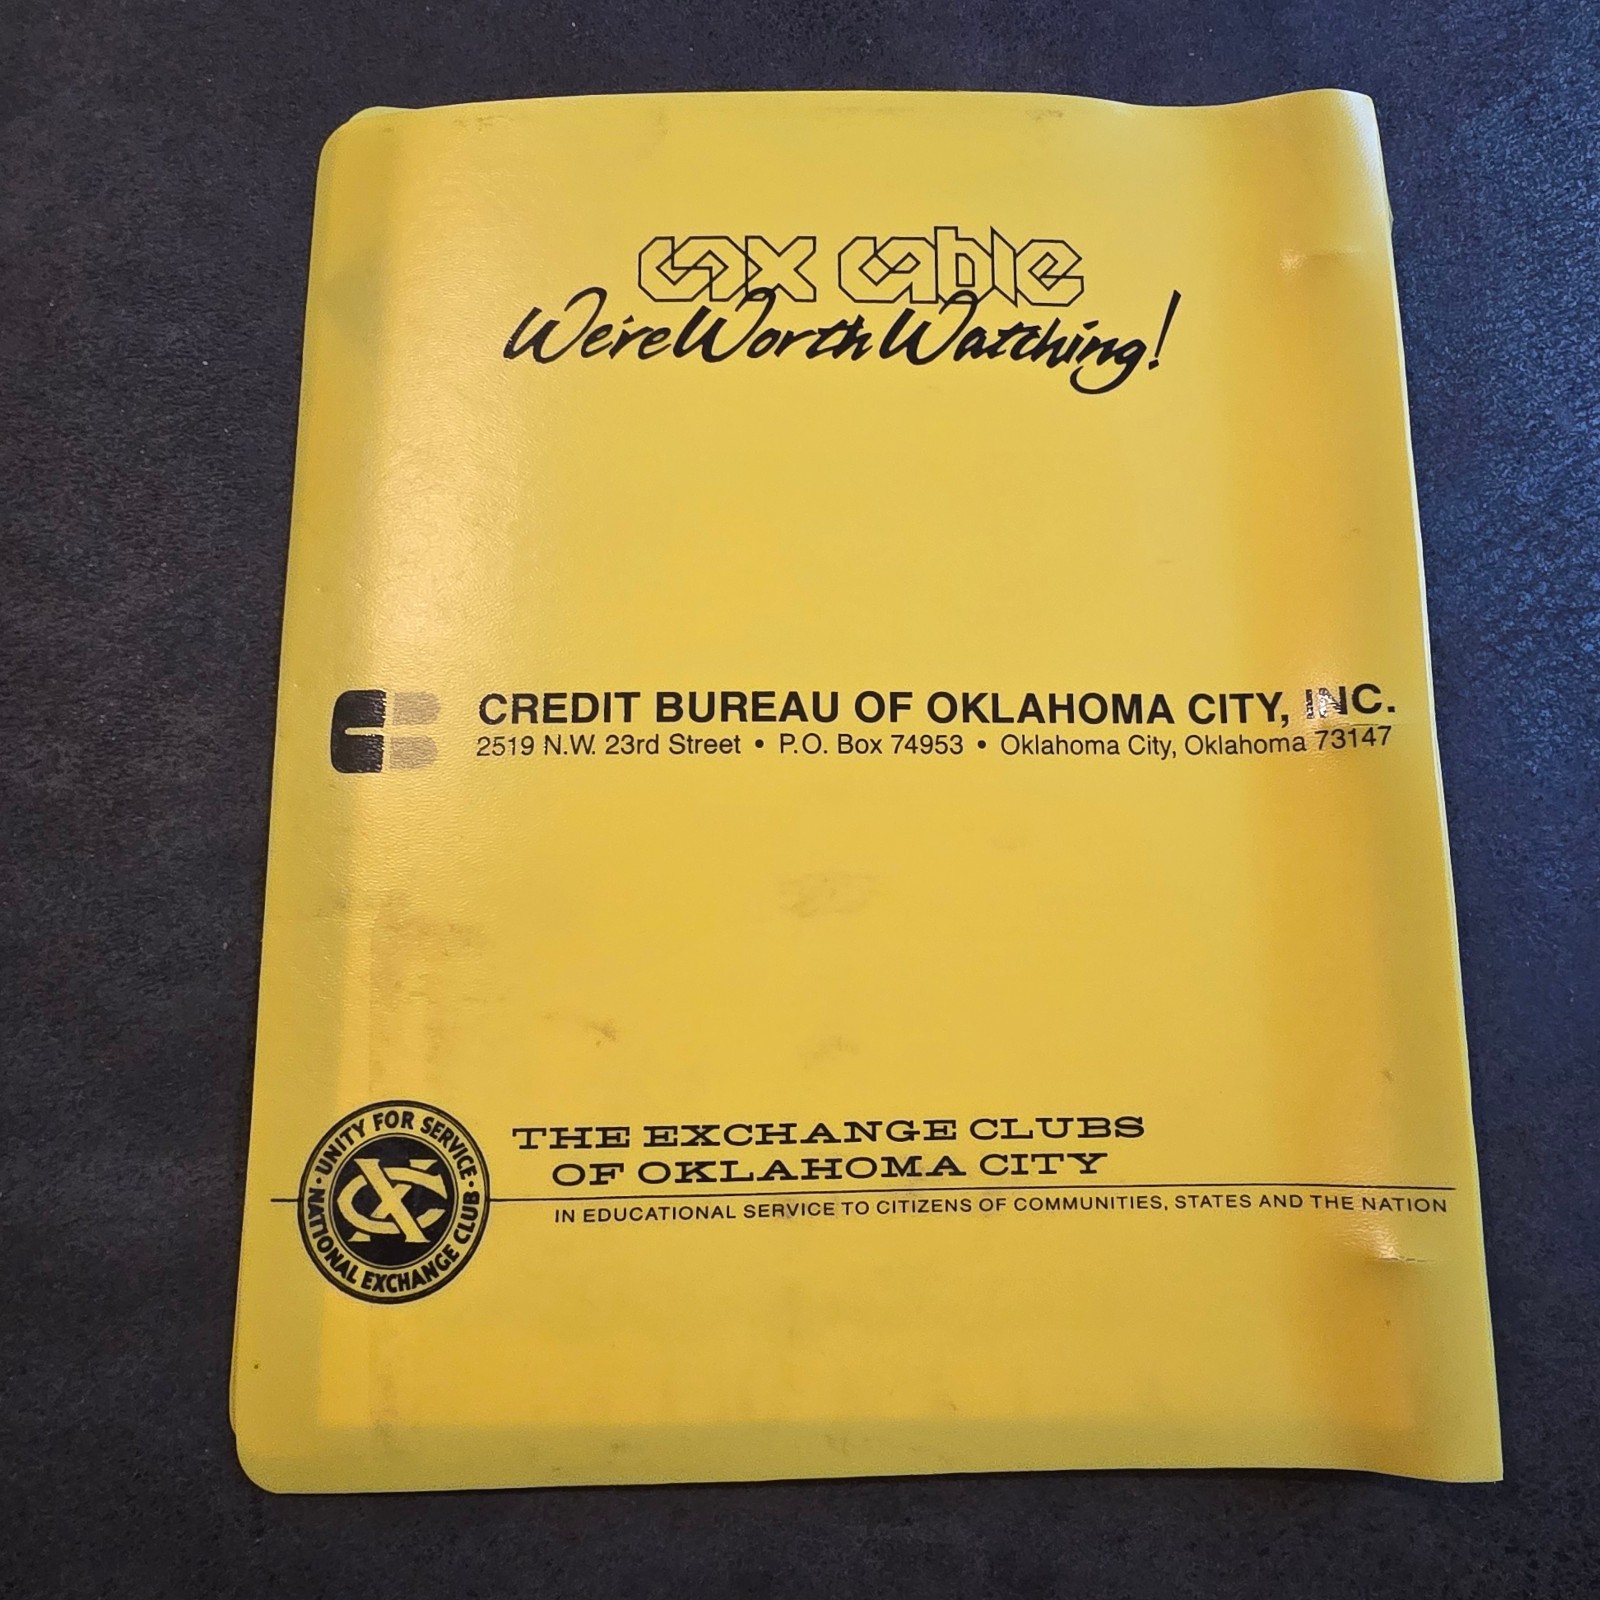 cox cable
We're Worth Watching!
CREDIT BUREAU OF OKLAHOMA CITY, INC.
2519 N.W. 23rd Street • P.O. Box 74953 • Oklahoma City, Oklahoma 73147
THE EXCHANGE CLUBS
OF OKLAHOMA CITY
IN EDUCATIONAL SERVICE TO CITIZENS OF COMMUNITIES, STATES AND THE NATION
• UNITY FOR SERVICE •
NATIONAL EXCHANGE CLUB